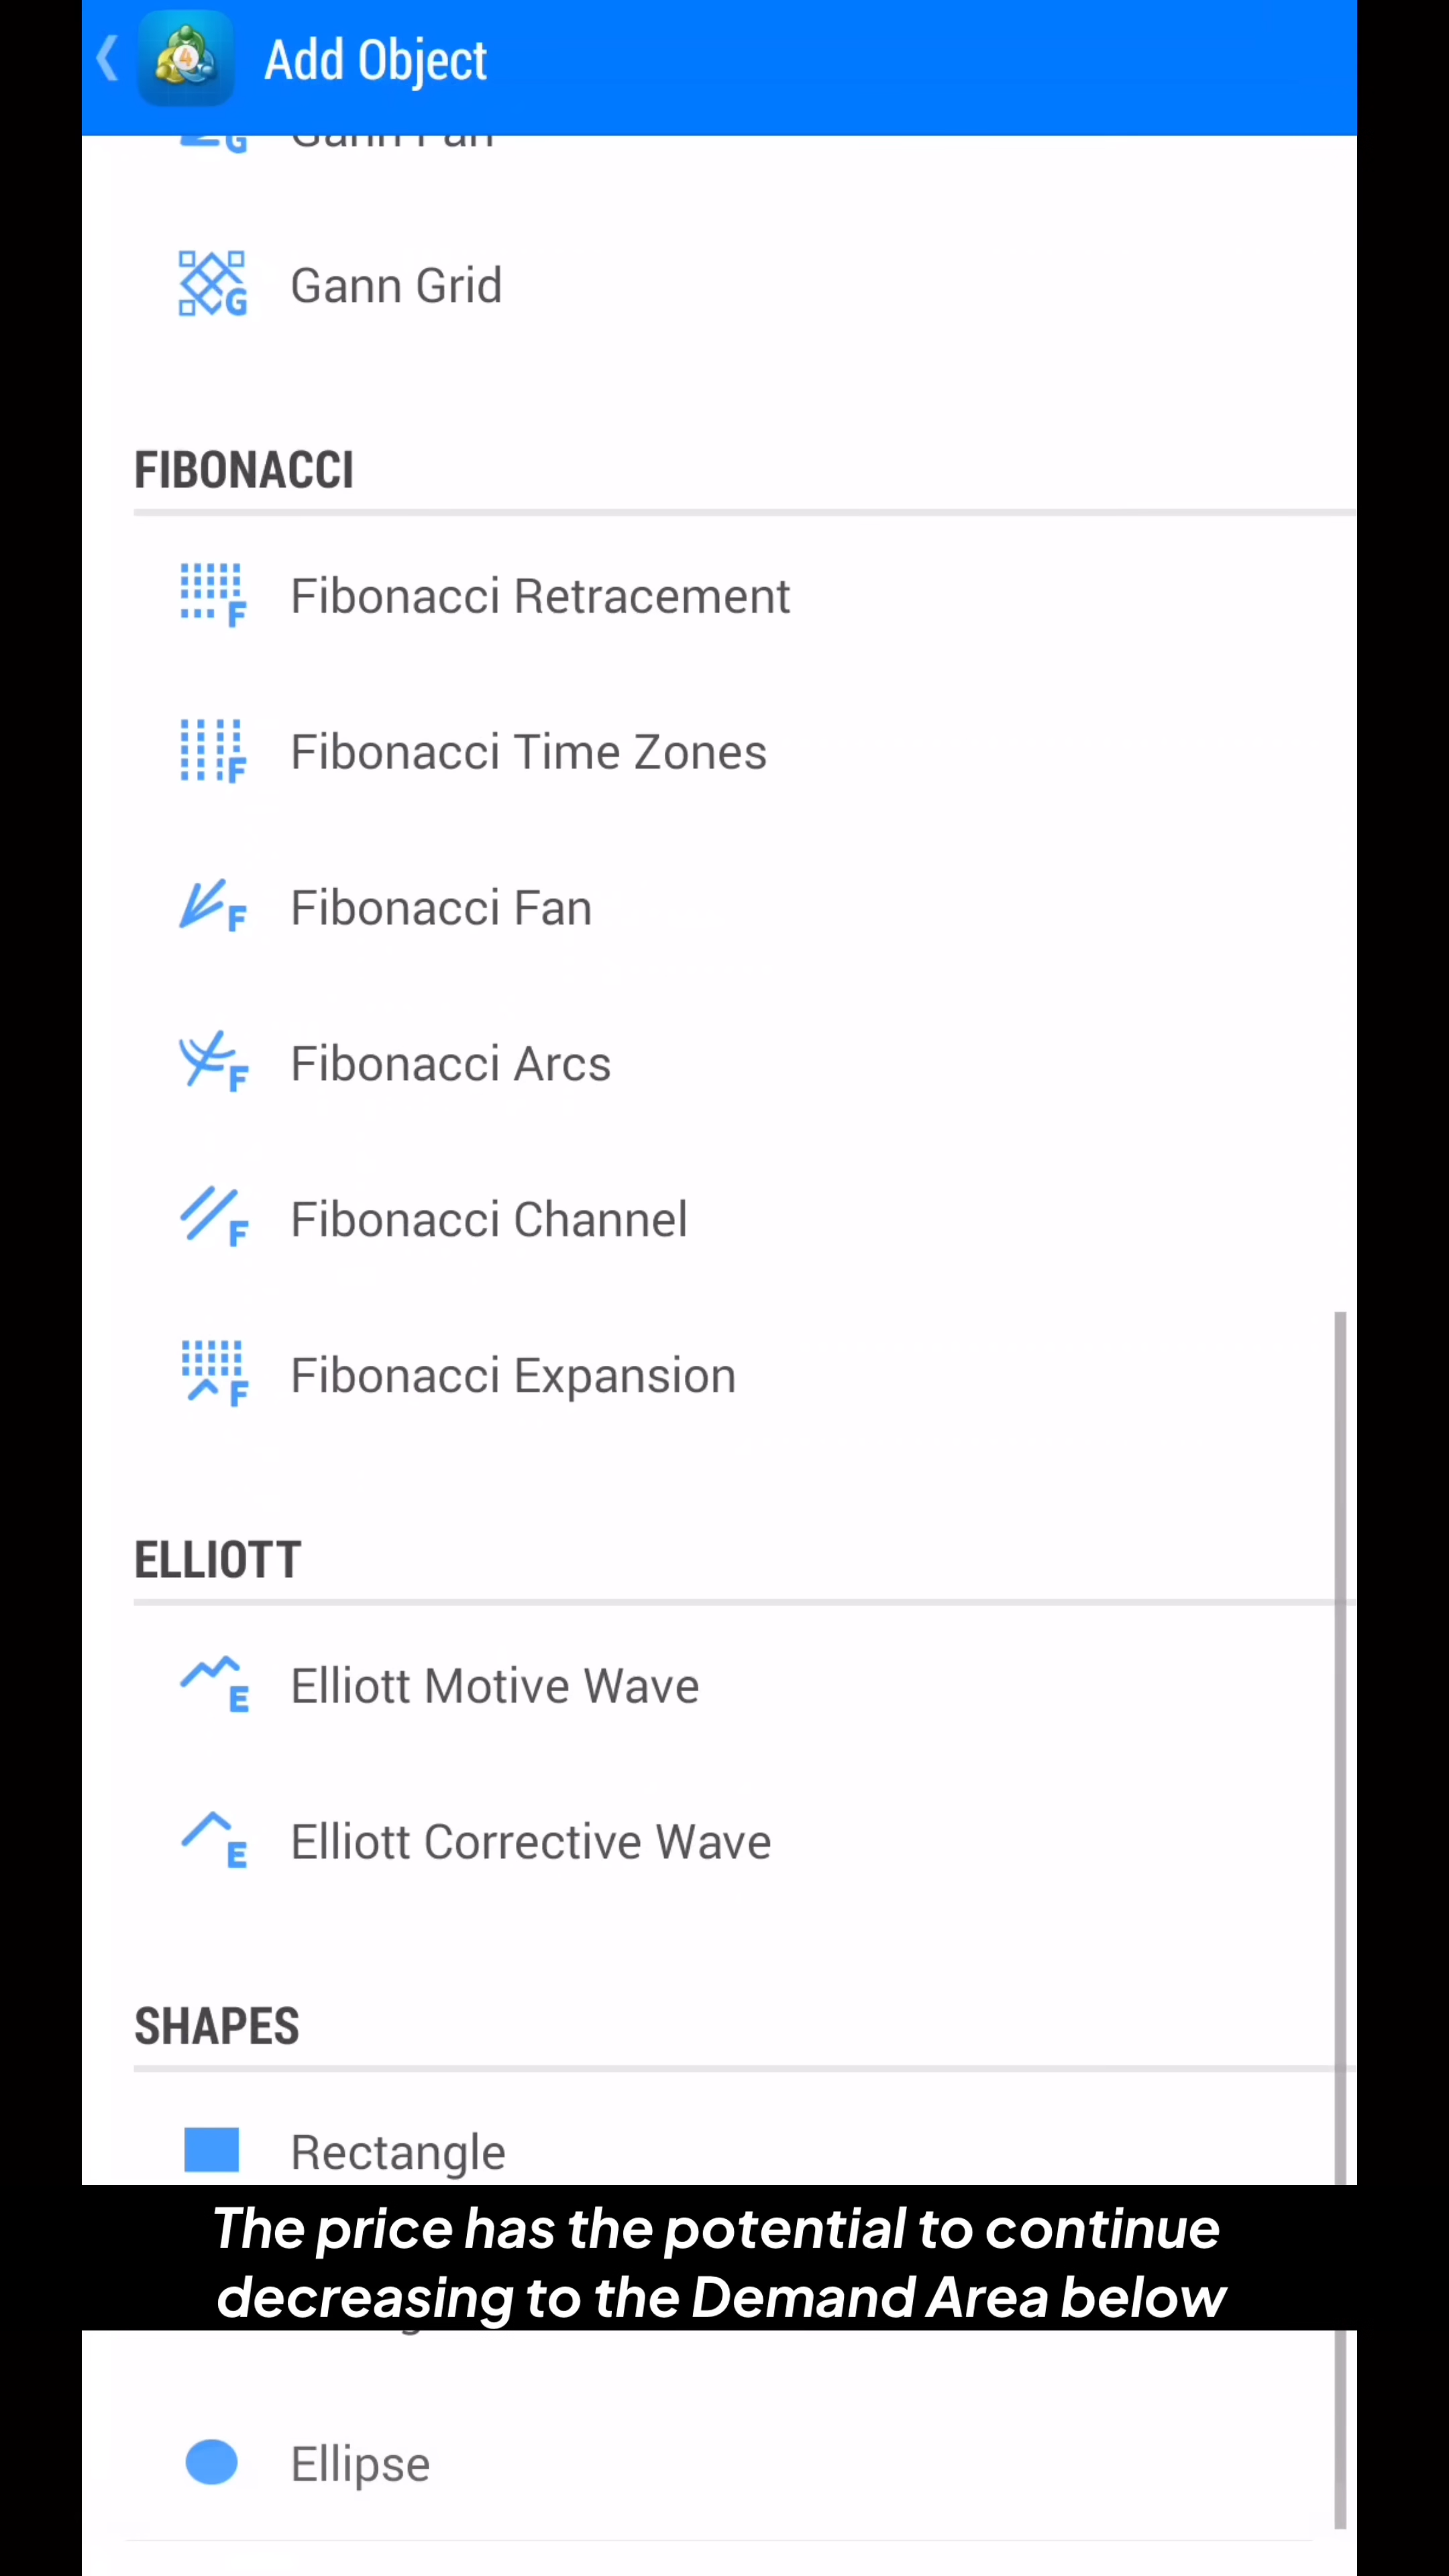 Add Object
Gann Fan
Gann Grid
FIBONACCI
Fibonacci Retracement
Fibonacci Time Zones
Fibonacci Fan
Fibonacci Arcs
Fibonacci Channel
Fibonacci Expansion
ELLIOTT
Elliott Motive Wave
Elliott Corrective Wave
SHAPES
Rectangle
The price has the potential to continue
decreasing to the Demand Area below
Ellipse